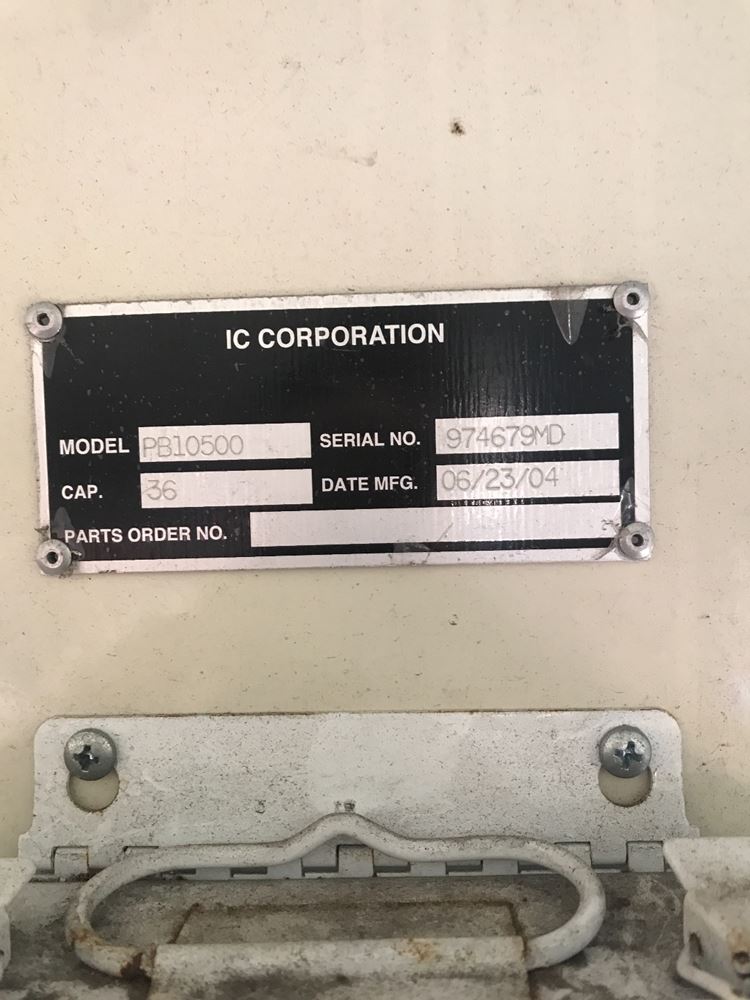 IC CORPORATION
MODEL PB10500 SERIAL NO. 974679MD
CAP. 36 DATE MFG. 06/23/04
PARTS ORDER NO.